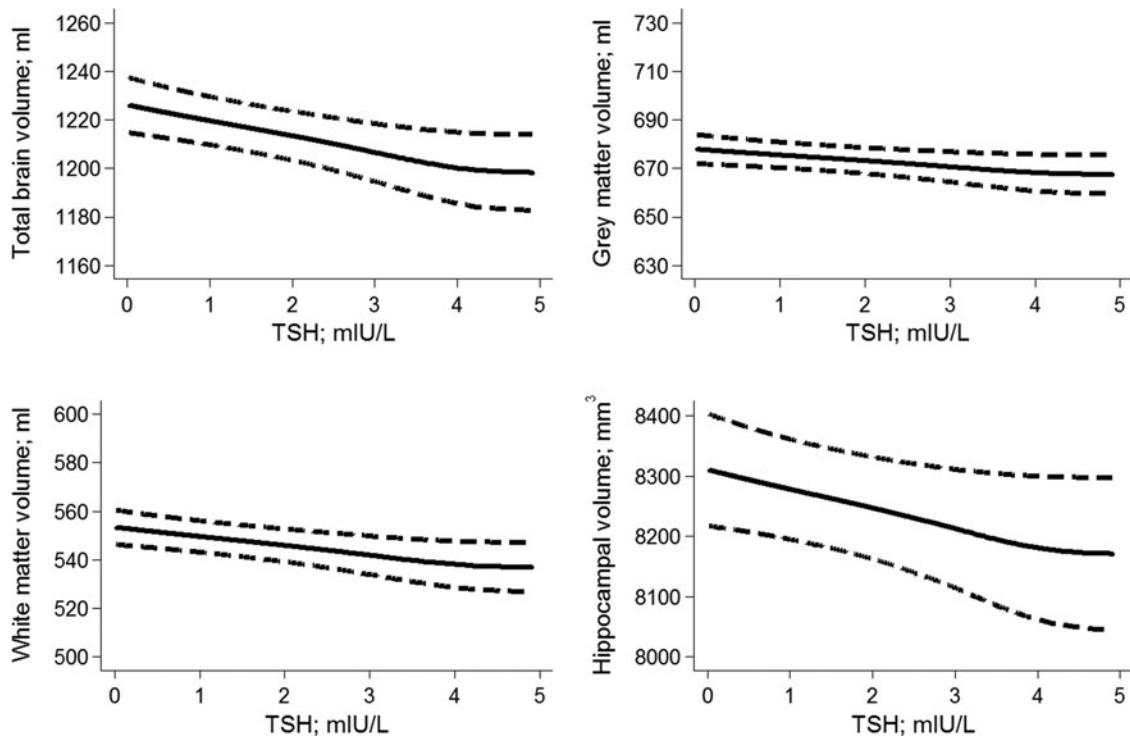 Total brain volume; ml
1260
1240
1220
1200
1180
1160
0 1 2 3 4 5
TSH; mIU/L
Grey matter volume; ml
730
710
690
670
650
630
0 1 2 3 4 5
TSH; mIU/L
White matter volume; ml
600
580
560
540
520
500
0 1 2 3 4 5
TSH; mIU/L
Hippocampal volume; mm³
8400
8300
8200
8100
8000
0 1 2 3 4 5
TSH; mIU/L